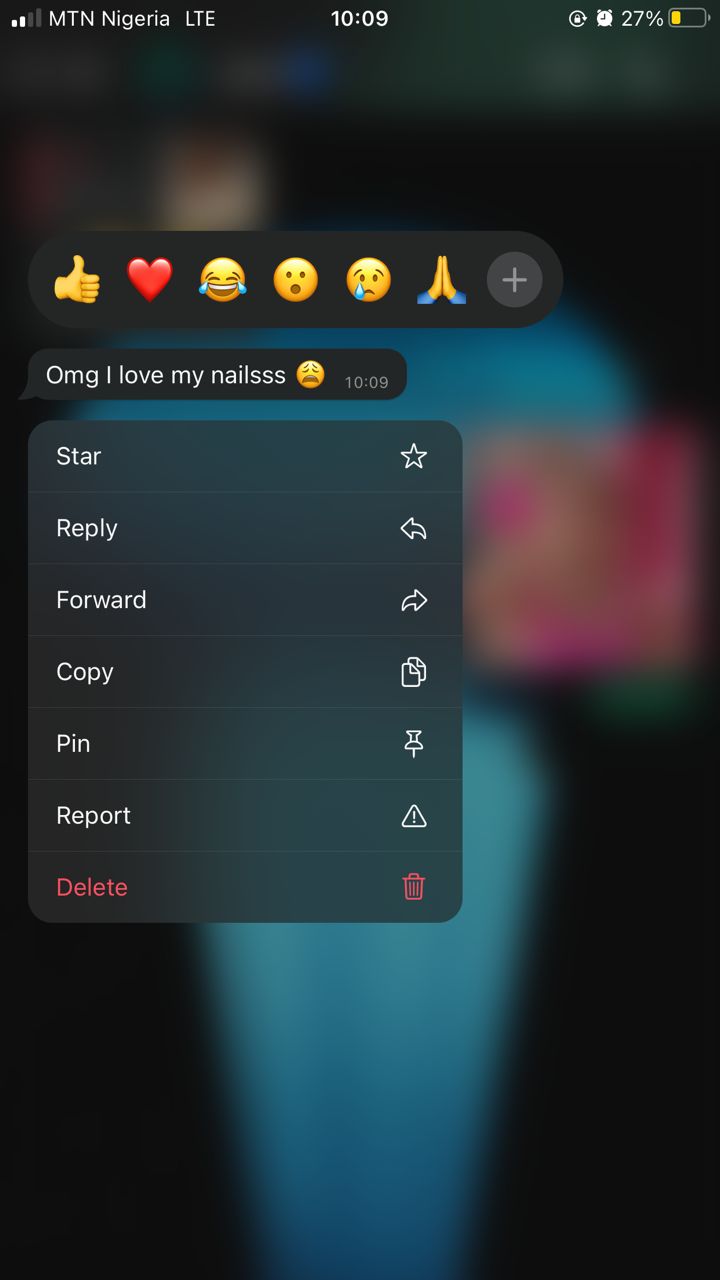 MTN Nigeria LTE 10:09 27%
Omg I love my nailsss 😩 10:09
Star
Reply
Forward
Copy
Pin
Report
Delete